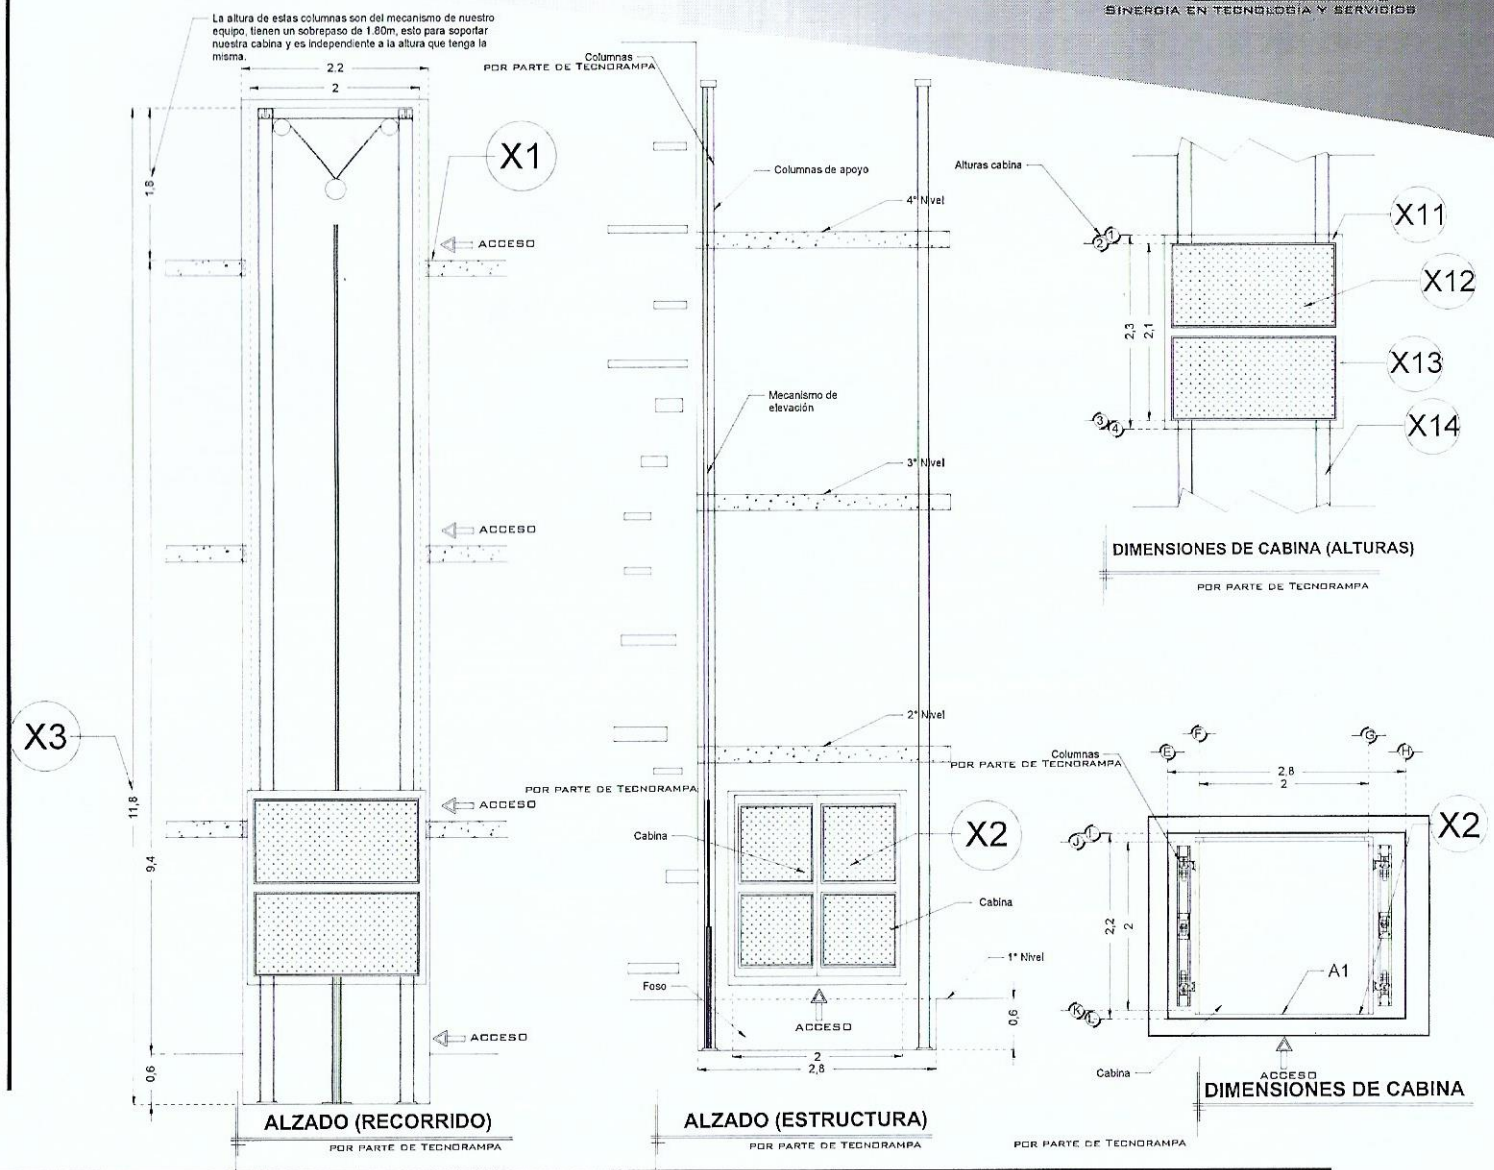 SINERGIA EN TECNOLOGÍA Y SERVICIOS
La altura de estas columnas son del mecanismo de nuestro
equipo, tienen un sobrepaso de 1.80m, esto para soportar
nuestra cabina y es independiente a la altura que tenga la
misma.
2.2
2
X1
1,8
ACCESO
ACCESO
X3
11,8
9,4
ACCESO
ACCESO
0,6
ALZADO (RECORRIDO)
POR PARTE DE TECNORAMPA
Columnas
POR PARTE DE TECNORAMPA
Columnas de apoyo
4° Nivel
Mecanismo de
elevación
3° Nivel
2° Nivel
POR PARTE DE TECNORAMPA
Cabina
X2
Cabina
1° Nivel
Foso
ACCESO
0,6
2
2,8
ALZADO (ESTRUCTURA)
POR PARTE DE TECNORAMPA
Alturas cabina
1
2
X11
X12
2,3
2,1
X13
3
4
X14
DIMENSIONES DE CABINA (ALTURAS)
POR PARTE DE TECNORAMPA
F
G
E
H
Columnas
POR PARTE DE TECNORAMPA
2,8
2
X2
I
J
2,2
2
A1
K
L
Cabina
ACCESO
DIMENSIONES DE CABINA
POR PARTE DE TECNORAMPA